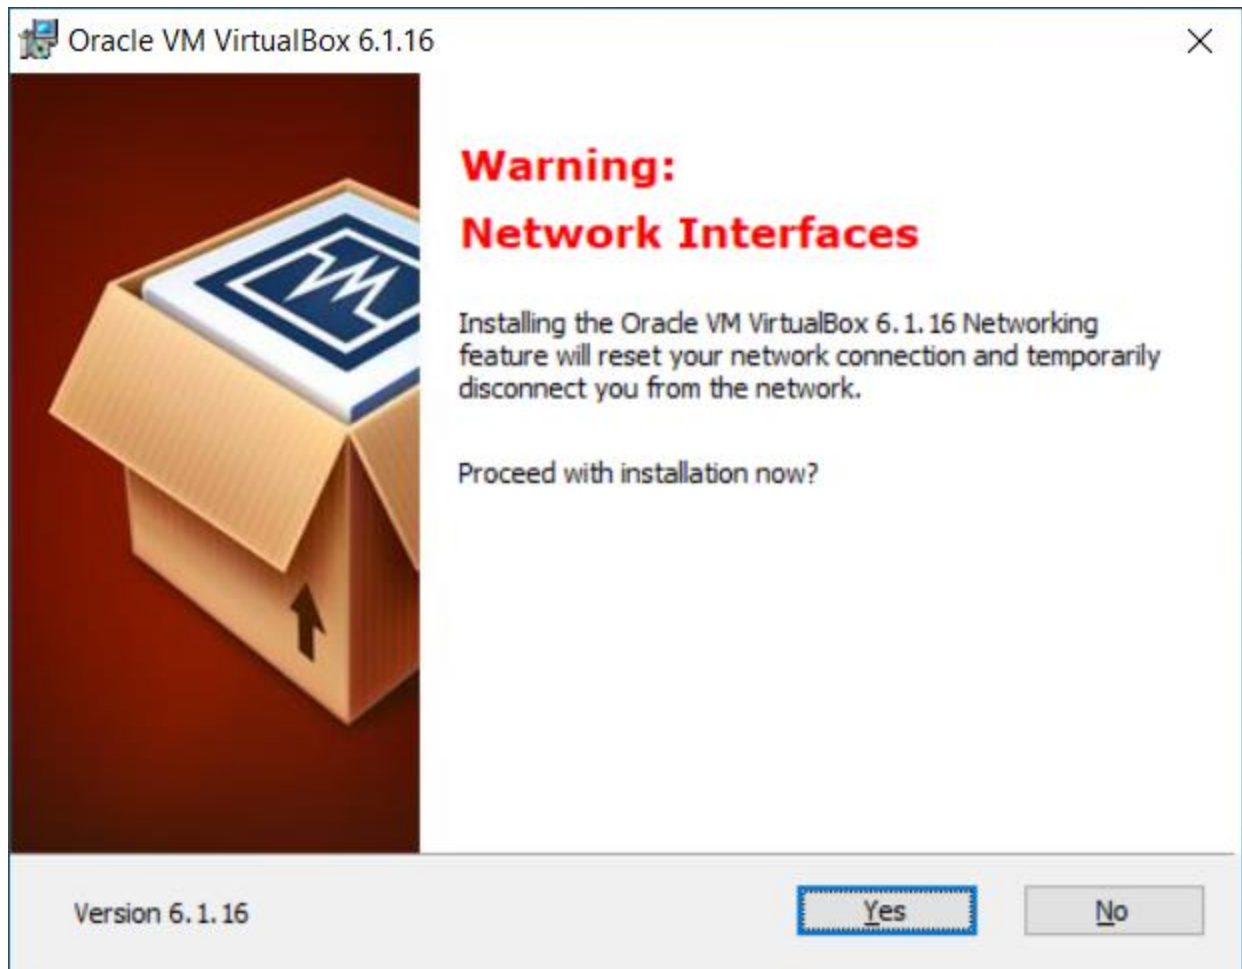 Oracle VM VirtualBox 6.1.16
Warning:
Network Interfaces
Installing the Oracle VM VirtualBox 6.1.16 Networking
feature will reset your network connection and temporarily
disconnect you from the network.
Proceed with installation now?
Version 6.1.16
Yes
No